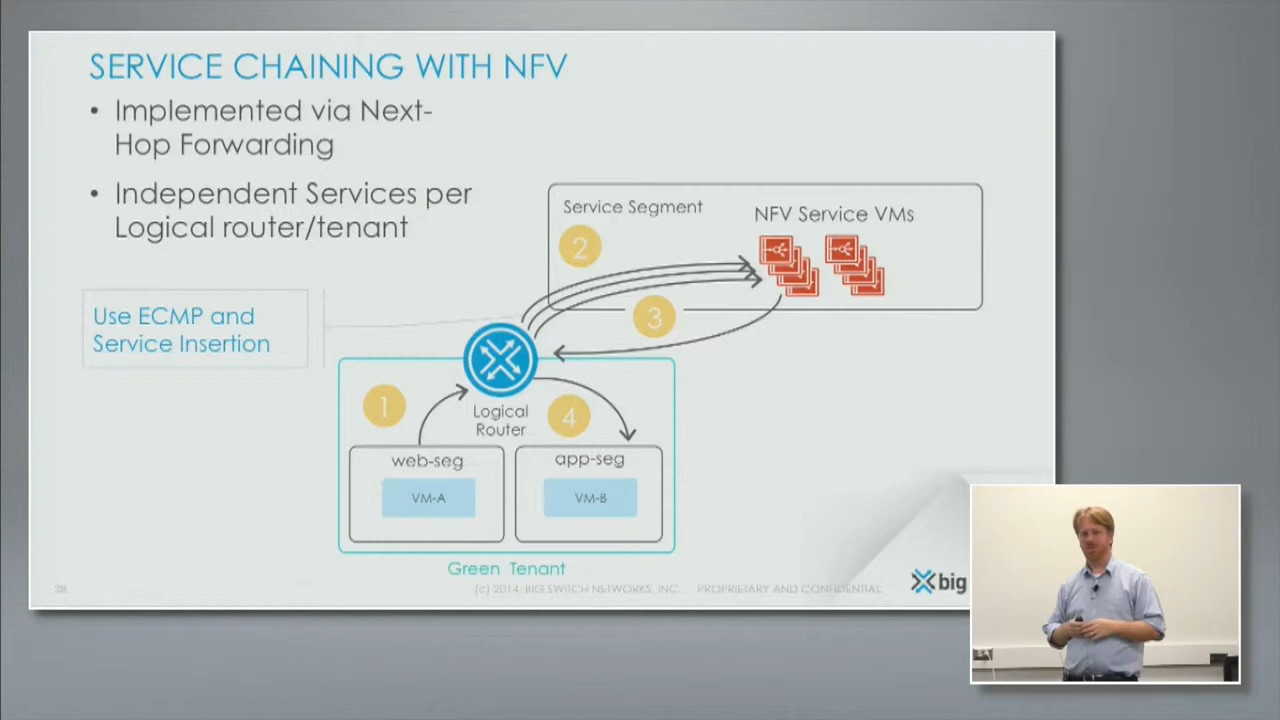 SERVICE CHAINING WITH NFV
• Implemented via Next-
Hop Forwarding
• Independent Services per
Logical router/tenant
Service Segment
NFV Service VMs
2
3
Use ECMP and
Service Insertion
1
Logical
Router
4
web-seg
app-seg
VM-A
VM-B
Green Tenant
38
(c) 2014, BIG SWITCH NETWORKS, INC. PROPRIETARY AND CONFIDENTIAL
big